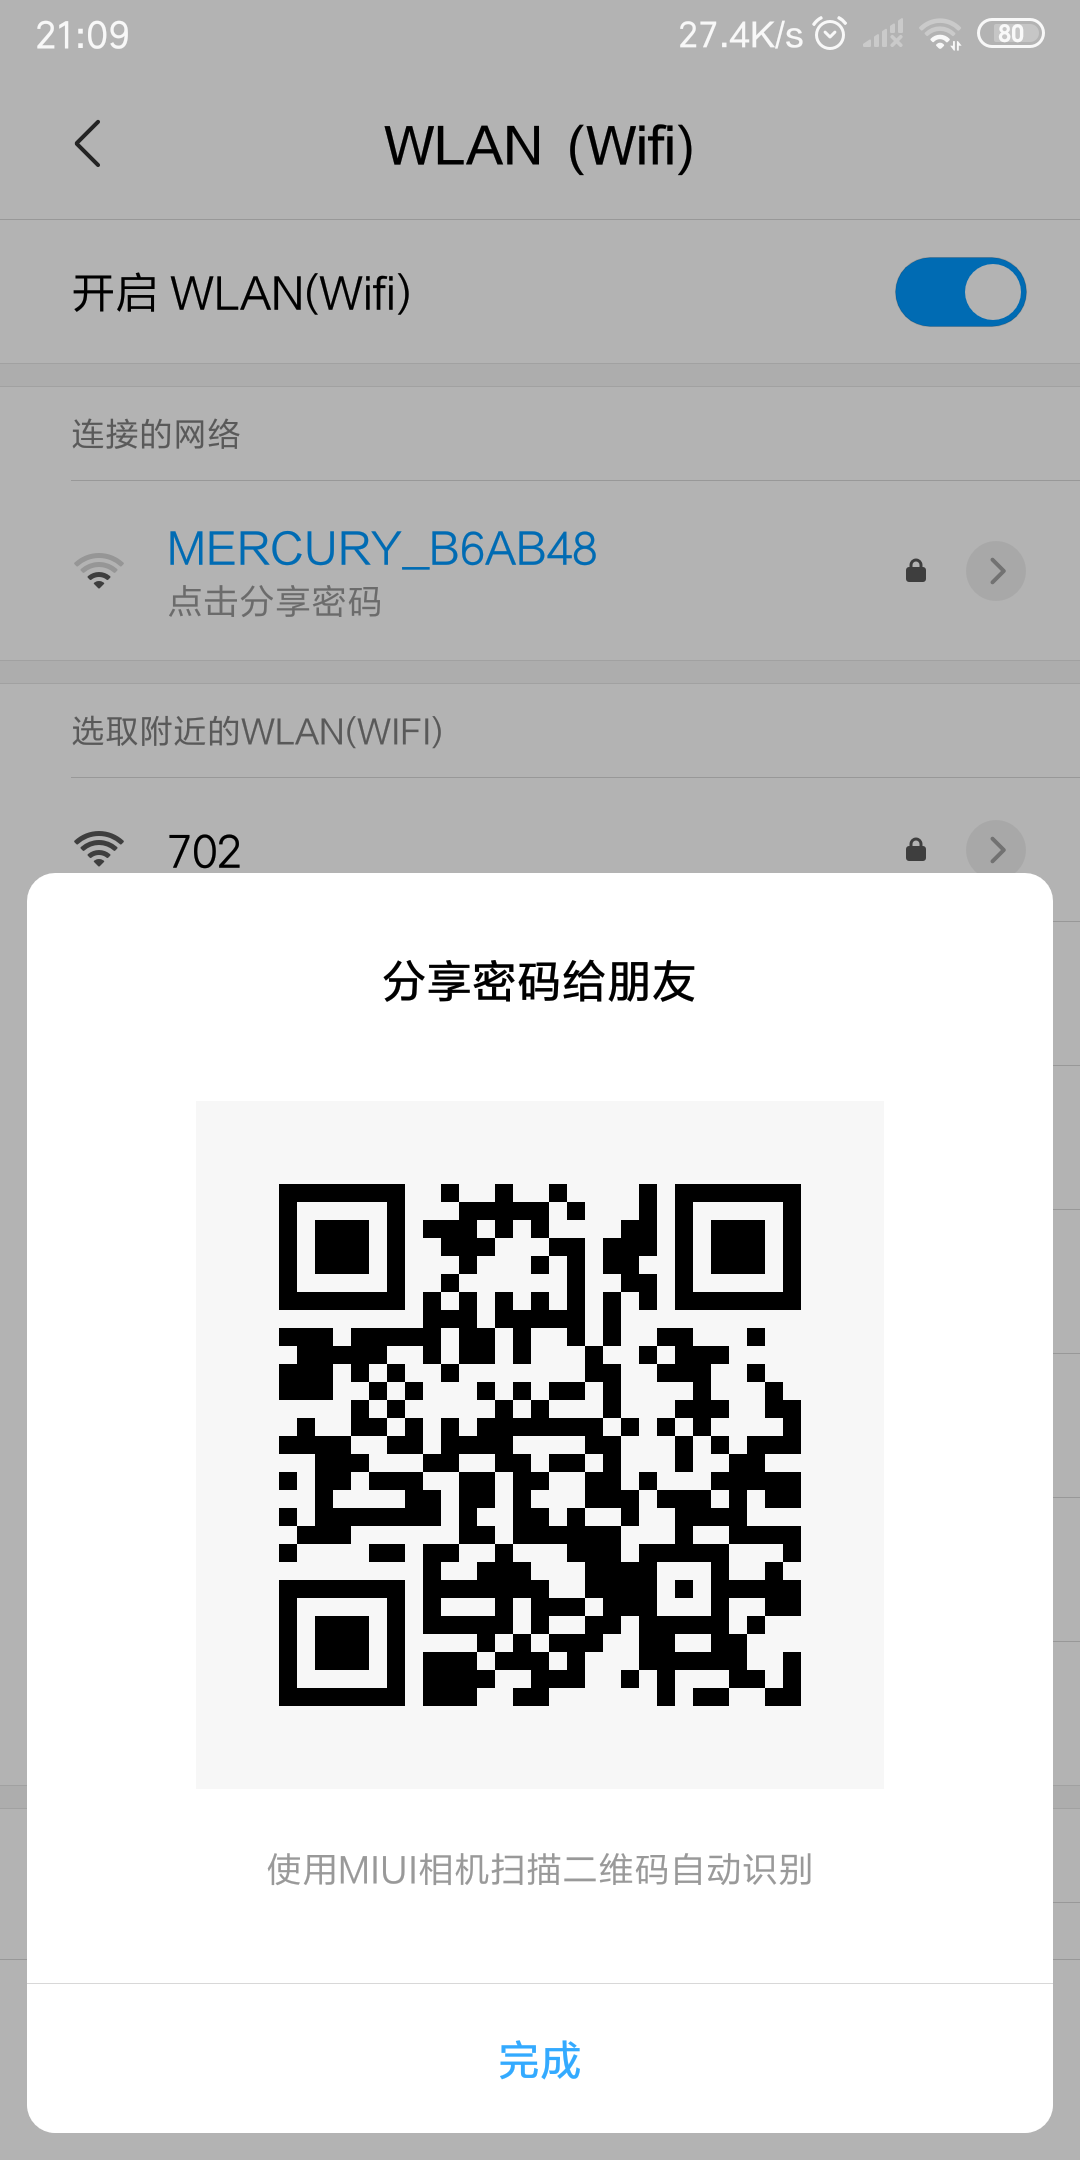 21:09
27.4K/s
80
WLAN (Wifi)
开启 WLAN(Wifi)
连接的网络
MERCURY_B6AB48
点击分享密码
选取附近的WLAN(WIFI)
702
分享密码给朋友
使用MIUI相机扫描二维码自动识别
完成